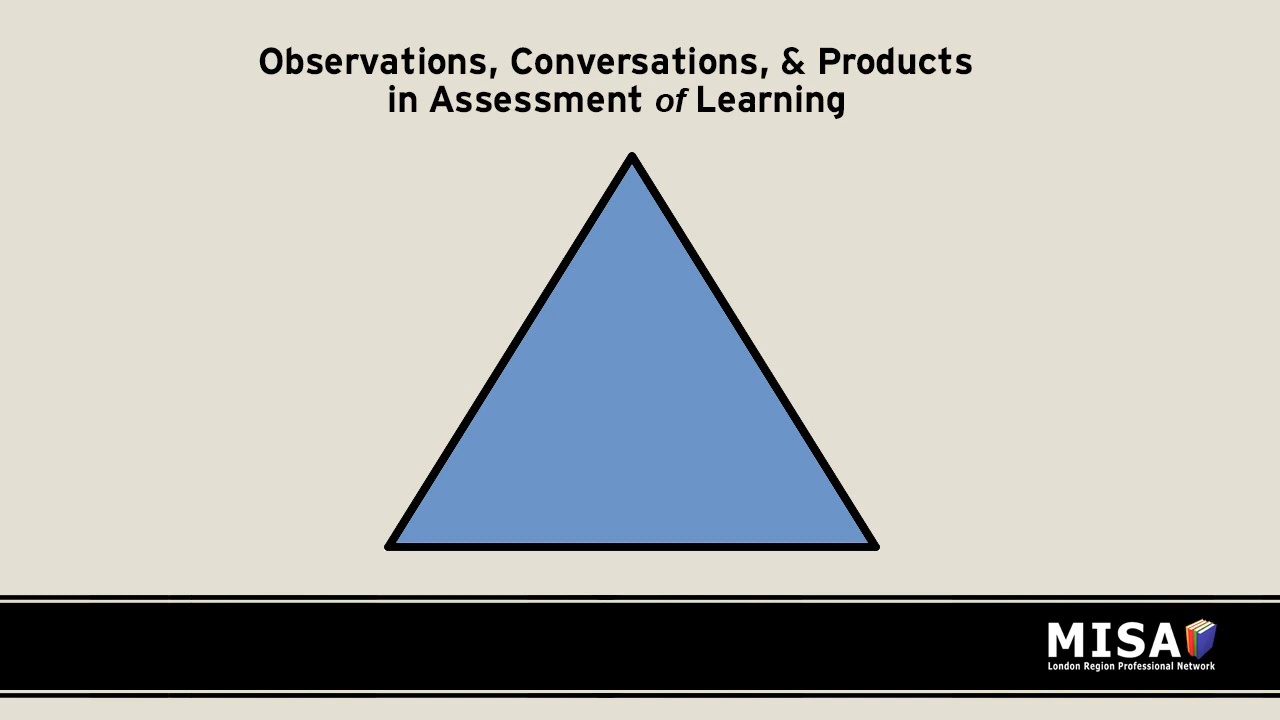 Observations, Conversations, & Products
in Assessment of Learning
MISA
London Region Professional Network